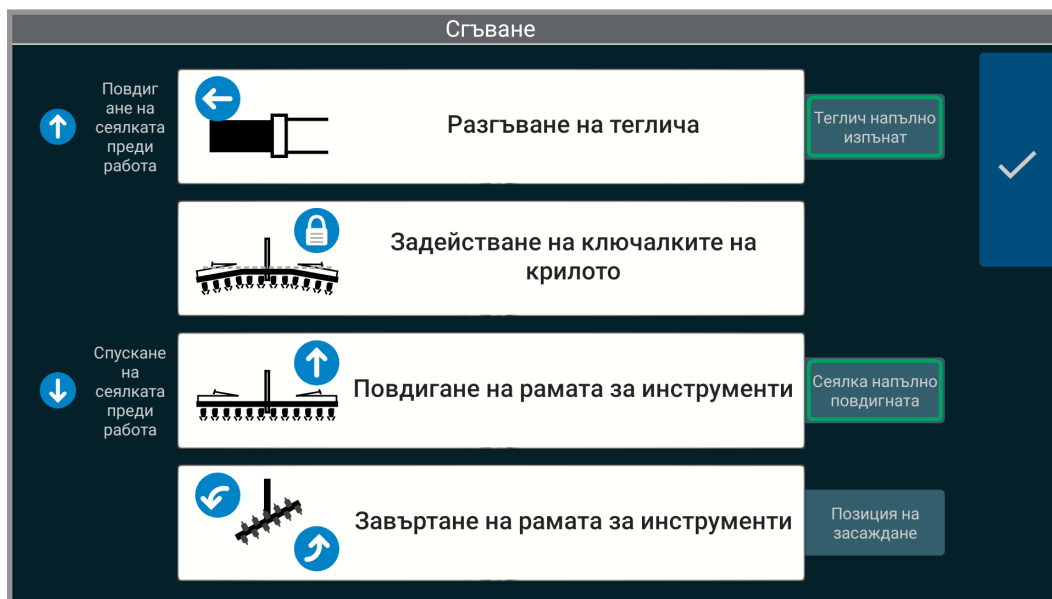 Сгъване
Повдиг
ане на
сеялката
преди
работа
Разгъване на теглича
Теглич напълно
изпънат
Задействане на ключалките на
крилото
Спускане
на
сеялката
преди
работа
Повдигане на рамата за инструменти
Сеялка напълно
повдигната
Завъртане на рамата за инструменти
Позиция на
засаждане